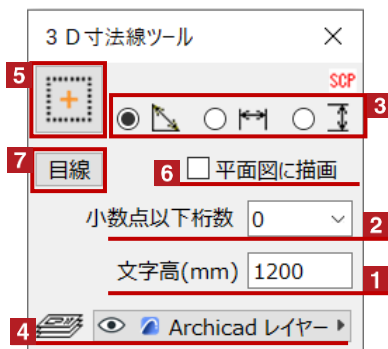 ３Ｄ寸法線ツール
5
SCP
3
7 目線
6 平面図に描画
小数点以下桁数 0 2
文字高(mm) 1200 1
4 Archicad レイヤー